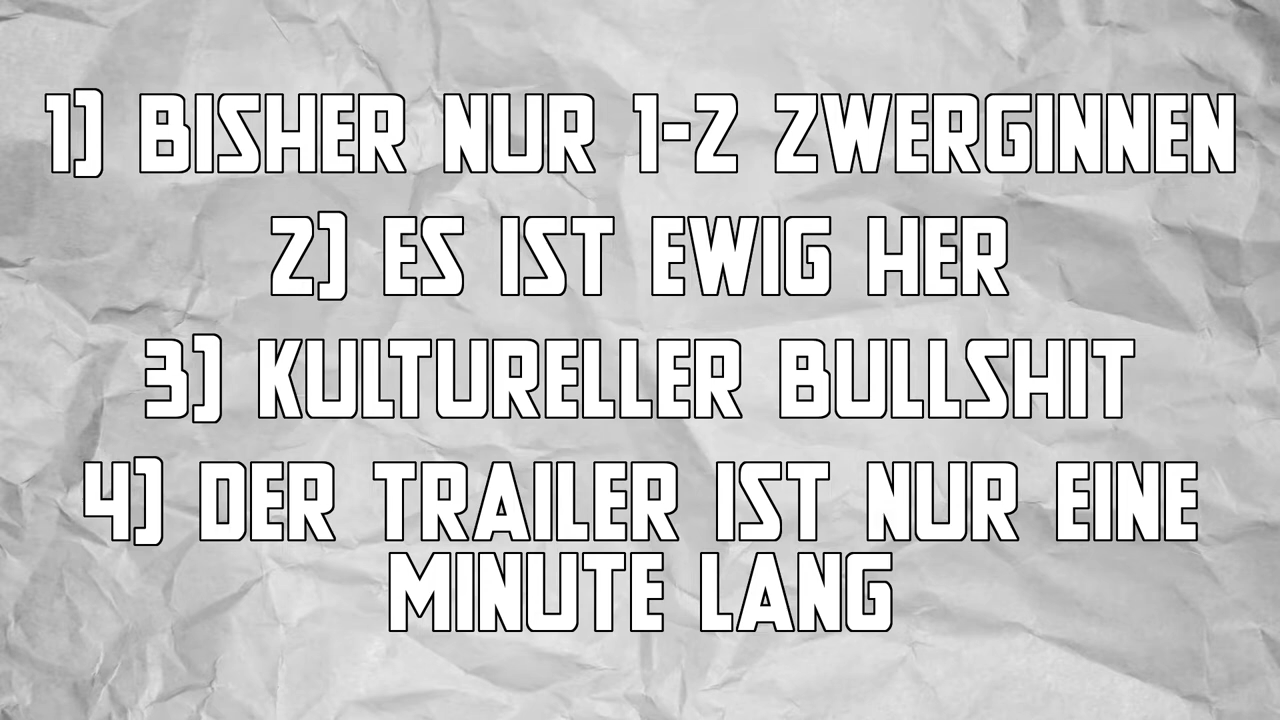 1) BISHER NUR 1-2 ZWERGINNEN
2) ES IST EWIG HER
3) KULTURELLER BULLSHIT
4) DER TRAILER IST NUR EINE
MINUTE LANG